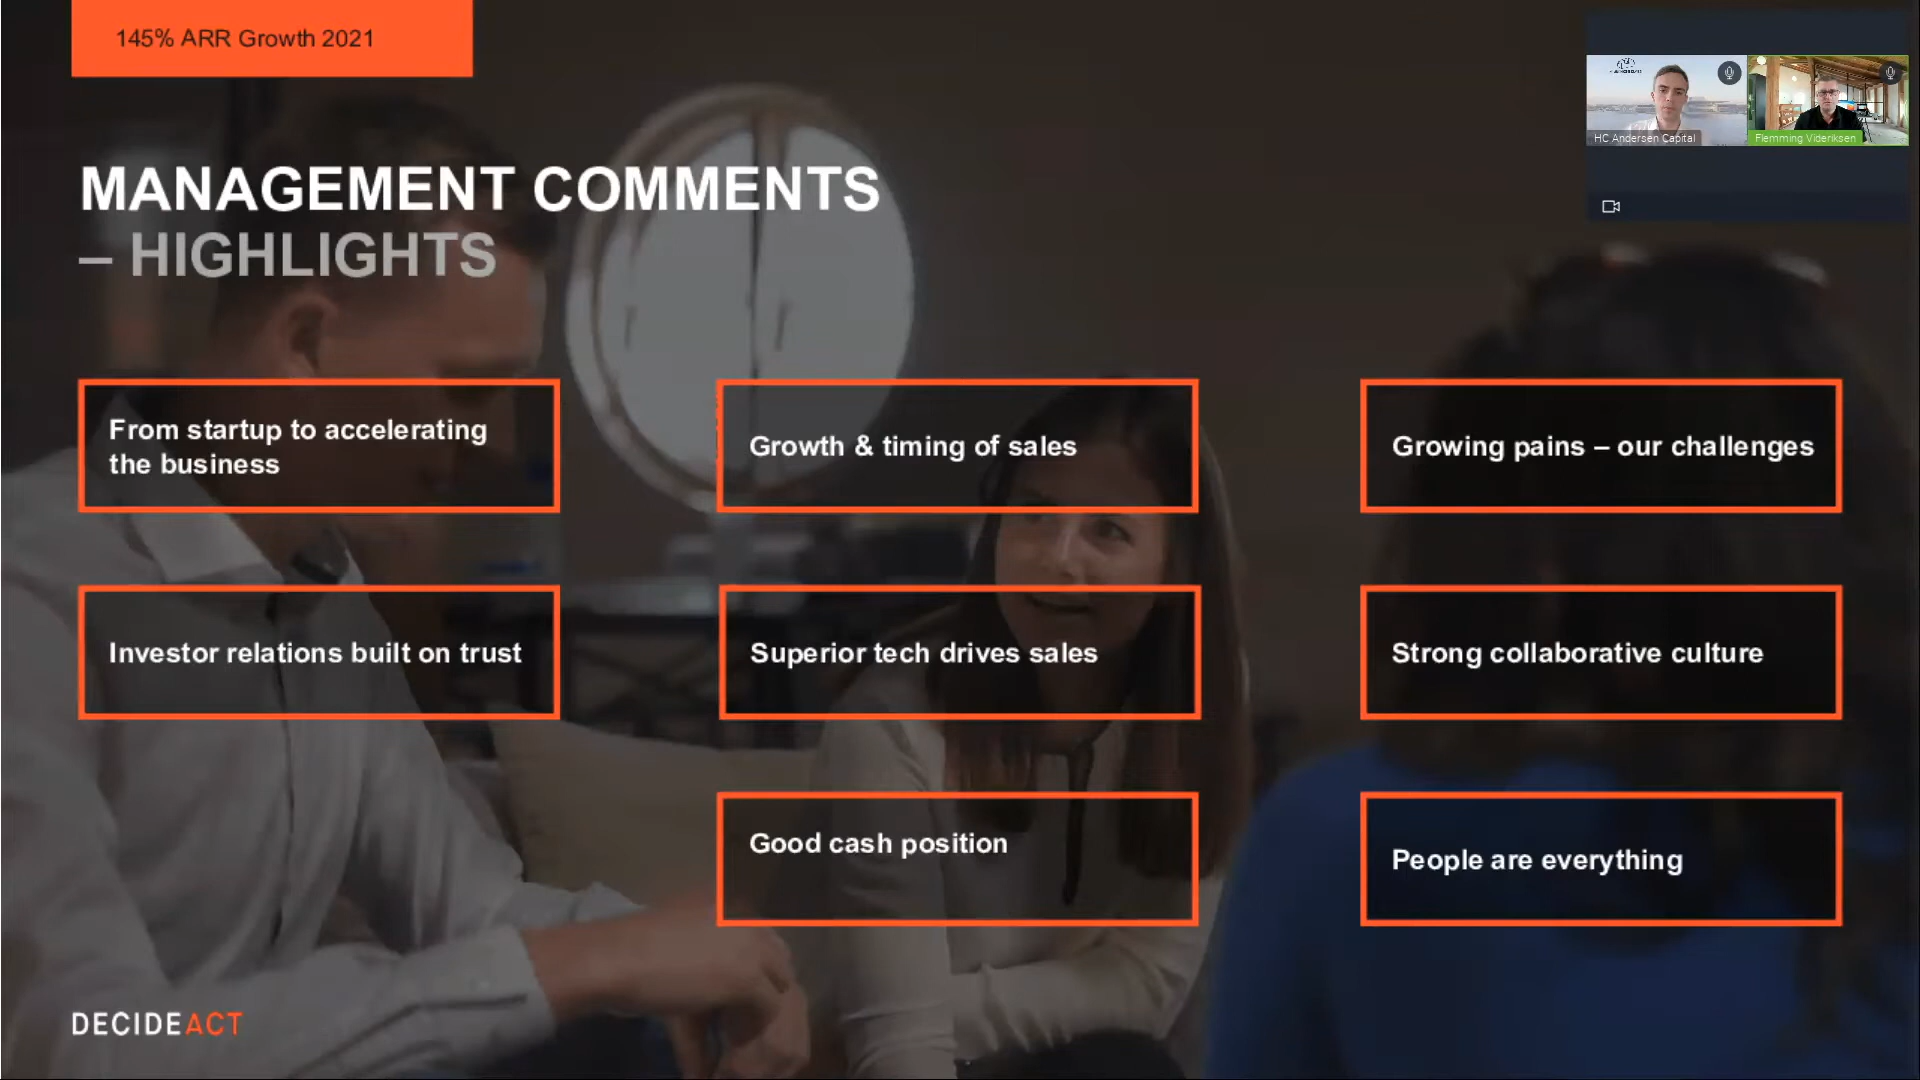 145% ARR Growth 2021
MANAGEMENT COMMENTS
– HIGHLIGHTS
HC Andersen Capital
Flemming Videriksen
From startup to accelerating
the business
Growth & timing of sales
Growing pains – our challenges
Investor relations built on trust
Superior tech drives sales
Strong collaborative culture
Good cash position
People are everything
DECIDEACT